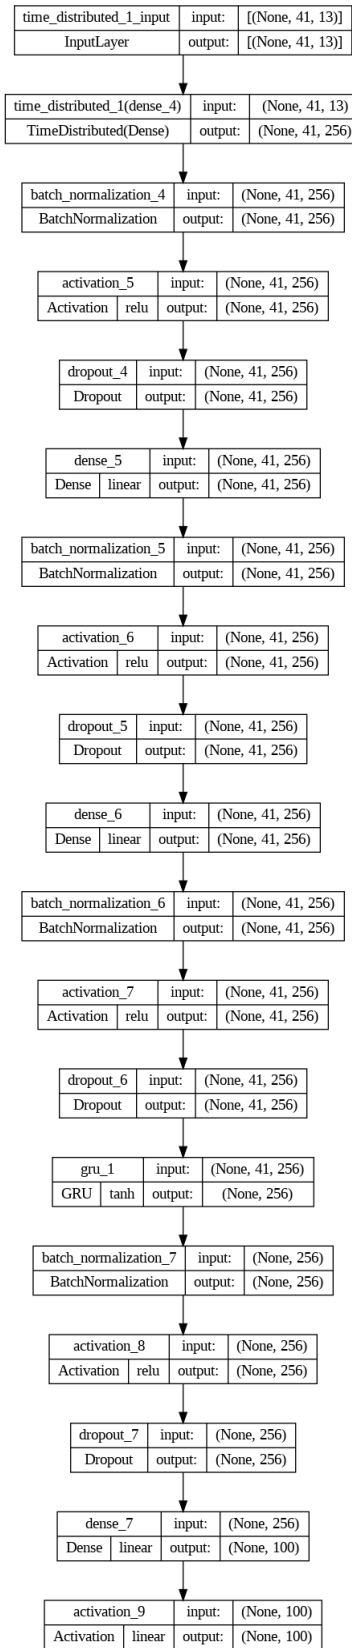 time_distributed_1_input input: [(None, 41, 13)]
InputLayer output: [(None, 41, 13)]
time_distributed_1(dense_4) input: (None, 41, 13)
TimeDistributed(Dense) output: (None, 41, 256)
batch_normalization_4 input: (None, 41, 256)
BatchNormalization output: (None, 41, 256)
activation_5 input: (None, 41, 256)
Activation relu output: (None, 41, 256)
dropout_4 input: (None, 41, 256)
Dropout output: (None, 41, 256)
dense_5 input: (None, 41, 256)
Dense linear output: (None, 41, 256)
batch_normalization_5 input: (None, 41, 256)
BatchNormalization output: (None, 41, 256)
activation_6 input: (None, 41, 256)
Activation relu output: (None, 41, 256)
dropout_5 input: (None, 41, 256)
Dropout output: (None, 41, 256)
dense_6 input: (None, 41, 256)
Dense linear output: (None, 41, 256)
batch_normalization_6 input: (None, 41, 256)
BatchNormalization output: (None, 41, 256)
activation_7 input: (None, 41, 256)
Activation relu output: (None, 41, 256)
dropout_6 input: (None, 41, 256)
Dropout output: (None, 41, 256)
gru_1 input: (None, 41, 256)
GRU tanh output: (None, 256)
batch_normalization_7 input: (None, 256)
BatchNormalization output: (None, 256)
activation_8 input: (None, 256)
Activation relu output: (None, 256)
dropout_7 input: (None, 256)
Dropout output: (None, 256)
dense_7 input: (None, 256)
Dense linear output: (None, 100)
activation_9 input: (None, 100)
Activation linear output: (None, 100)